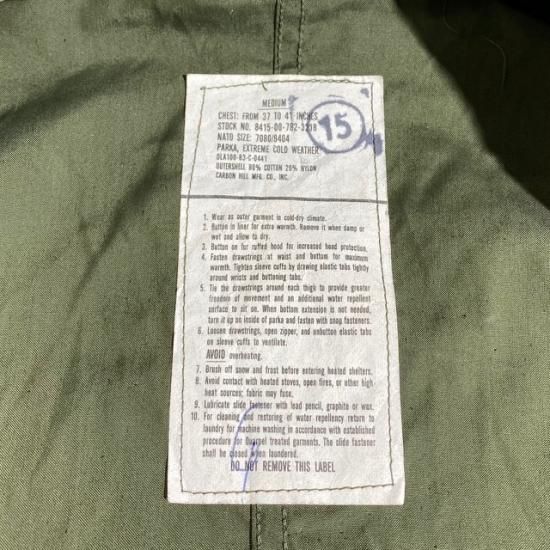 MEDIUM
CHEST: FROM 37 TO 41 INCHES
STOCK NO. 8415-00-782-3218
NATO SIZE: 7080/9404
PARKA, EXTREME COLD WEATHER
DLA100-83-C-0441
OUTERSHELL 80% COTTON 20% NYLON
CARBON HILL MFG. CO., INC.
15
1. Wear as outer garment in cold-dry climate.
2. Button in liner for extra warmth. Remove it when damp or
wet and allow to dry.
3. Button on fur ruffed hood for increased head protection.
4. Fasten drawstrings at waist and bottom for maximum
warmth. Tighten sleeve cuffs by drawing elastic tabs tightly
around wrists and buttoning tabs.
5. Tie the drawstrings around each thigh to provide greater
freedom of movement and an additional water repellent
surface to sit on. When bottom extension is not needed,
turn it up on inside of parka and fasten with snap fasteners.
6. Loosen drawstrings, open zipper, and unbutton elastic tabs
on sleeve cuffs to ventilate.
AVOID overheating.
7. Brush off snow and frost before entering heated shelters.
8. Avoid contact with heated stoves, open fires, or other high
heat sources; fabric may fuse.
9. Lubricate slide fastener with lead pencil, graphite or wax.
10. For cleaning and restoring of water repellency return to
laundry for machine washing in accordance with established
procedure for Quarpel treated garments. The slide fastener
shall be closed when laundered.
DO NOT REMOVE THIS LABEL